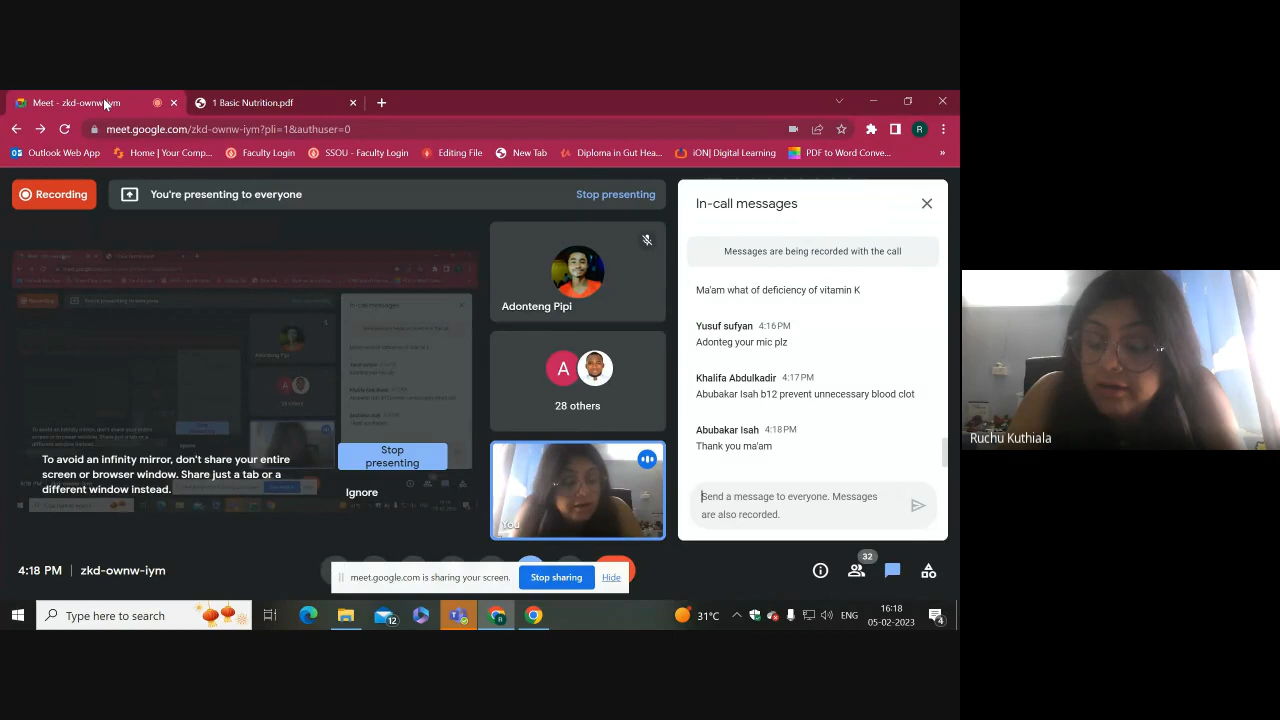 Meet - zkd-ownw-iym
1 Basic Nutrition.pdf
meet.google.com/zkd-ownw-iym?pli=1&authuser=0
R
Outlook Web App
Home | Your Comp...
Faculty Login
SSOU - Faculty Login
Editing File
New Tab
Diploma in Gut Hea...
iON| Digital Learning
PDF to Word Conve...
»
Recording
You're presenting to everyone
Stop presenting
In-call messages
Messages are being recorded with the call
Ma'am what of deficiency of vitamin K
Yusuf sufyan 4:16 PM
Adonteg your mic plz
Khalifa Abdulkadir 4:17 PM
Abubakar Isah b12 prevent unnecessary blood clot
Abubakar Isah 4:18 PM
Thank you ma'am
Send a message to everyone. Messages
are also recorded.
Adonteng Pipi
A
28 others
You
To avoid an infinity mirror, don't share your entire
screen or browser window. Share just a tab or a
different window instead.
Stop
presenting
Ignore
4:18 PM | zkd-ownw-iym
meet.google.com is sharing your screen.
Stop sharing
Hide
32
Type here to search
12
31°C
ENG
16:18
05-02-2023
4
Ruchu Kuthiala